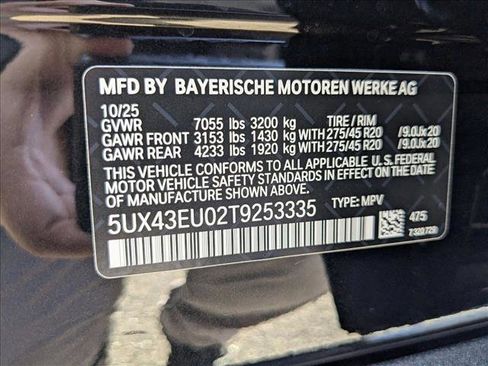 MFD BY BAYERISCHE MOTOREN WERKE AG
10/25
GVWR 7055 lbs 3200 kg TIRE / RIM
GAWR FRONT 3153 lbs 1430 kg WITH 275/45 R20 /9.0Jx20
GAWR REAR 4233 lbs 1920 kg WITH 275/45 R20 /9.0Jx20
THIS VEHICLE CONFORMS TO ALL APPLICABLE U.S. FEDERAL
MOTOR VEHICLE SAFETY STANDARDS IN EFFECT ON THE DATE
OF MANUFACTURE SHOWN ABOVE.
5UX43EU02T9253335 TYPE: MPV
475